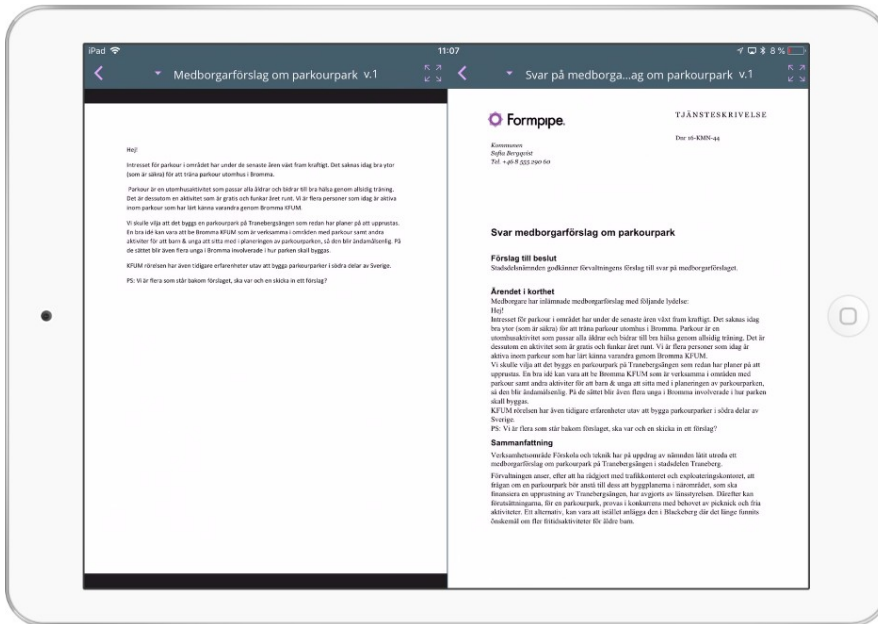 iPad
11:07
8 %
Medborgarförslag om parkourpark v.1
Svar på medborga...ag om parkourpark v.1
Hej!
Intresset för parkour i området har under de senaste åren växt fram kraftigt. Det saknas idag bra ytor
(som är säkra) för att träna parkour utomhus i Bromma.
Parkour är en utomhusaktivitet som passar alla åldrar och bidrar till bra hälsa genom allsidig träning.
Det är dessutom en aktivitet som är gratis och funkar året runt. Vi är flera personer som idag är aktiva
inom parkour som har lärt känna varandra genom Bromma KFUM.
Vi skulle vilja att det byggs en parkourpark på Tranebergsängen som redan har planer på att upprustas.
En bra idé kan vara att be Bromma KFUM som är verksamma i områden med parkour samt andra
aktiviter för att barn & unga att sitta med i planeringen av parkourparken, så den blir ändamålsenlig. På
de sättet blir även flera unga i Bromma involverade i hur parken skall byggas.
KFUM rörelsen har även tidigare erfarenheter utav att bygga parkourparker i södra delar av Sverige.
PS: Vi är flera som står bakom förslaget, ska var och en skicka in ett förslag?
Formpipe.
TJÄNSTESKRIVELSE
Dnr 16-KMN-44
Kommunen
Sofia Bergqvist
Tel. +46 8 555 290 60
Svar medborgarförslag om parkourpark
Förslag till beslut
Stadsdelsnämnden godkänner förvaltningens förslag till svar på medborgarförslaget.
Ärendet i korthet
Medborgare har inlämnade medborgarförslag med följande lydelse:
Hej!
Intresset för parkour i området har under de senaste åren växt fram kraftigt. Det saknas idag
bra ytor (som är säkra) för att träna parkour utomhus i Bromma. Parkour är en
utomhusaktivitet som passar alla åldrar och bidrar till bra hälsa genom allsidig träning. Det är
dessutom en aktivitet som är gratis och funkar året runt. Vi är flera personer som idag är
aktiva inom parkour som har lärt känna varandra genom Bromma KFUM.
Vi skulle vilja att det byggs en parkourpark på Tranebergsängen som redan har planer på att
upprustas. En bra idé kan vara att be Bromma KFUM som är verksamma i områden med
parkour samt andra aktiviter för att barn & unga att sitta med i planeringen av parkourparken,
så den blir ändamålsenlig. På de sättet blir även flera unga i Bromma involverade i hur parken
skall byggas.
KFUM rörelsen har även tidigare erfarenheter utav att bygga parkourparker i södra delar av
Sverige.
PS: Vi är flera som står bakom förslaget, ska var och en skicka in ett förslag?
Sammanfattning
Verksamhetsområde Förskola och teknik har på uppdrag av nämnden låtit utreda ett
medborgarförslag om parkourpark på Tranebergsängen i stadsdelen Traneberg.
Förvaltningen anser, efter att ha rådgjort med trafikkontoret och exploateringskontoret, att
frågan om en parkourpark bör anstå till dess att byggplanerna i närområdet, som ska
finansiera en upprustning av Tranebergsängen, har avgjorts av länsstyrelsen. Därefter kan
förutsättningarna, för en parkourpark, provas i konkurrens med behovet av picknick och fria
aktiviteter. Ett alternativ, kan vara att istället anlägga den i Blackeberg där det länge funnits
önskemål om fler fritidsaktiviteter för äldre barn.